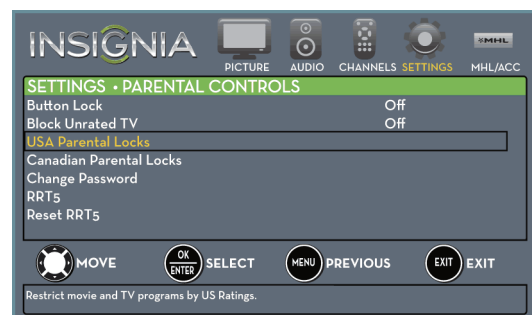 INSIGNIA
PICTURE AUDIO CHANNELS SETTINGS MHL/ACC
MHL
SETTINGS • PARENTAL CONTROLS
Button Lock Off
Block Unrated TV Off
USA Parental Locks
Canadian Parental Locks
Change Password
RRT5
Reset RRT5
MOVE OK ENTER SELECT MENU PREVIOUS EXIT EXIT
Restrict movie and TV programs by US Ratings.